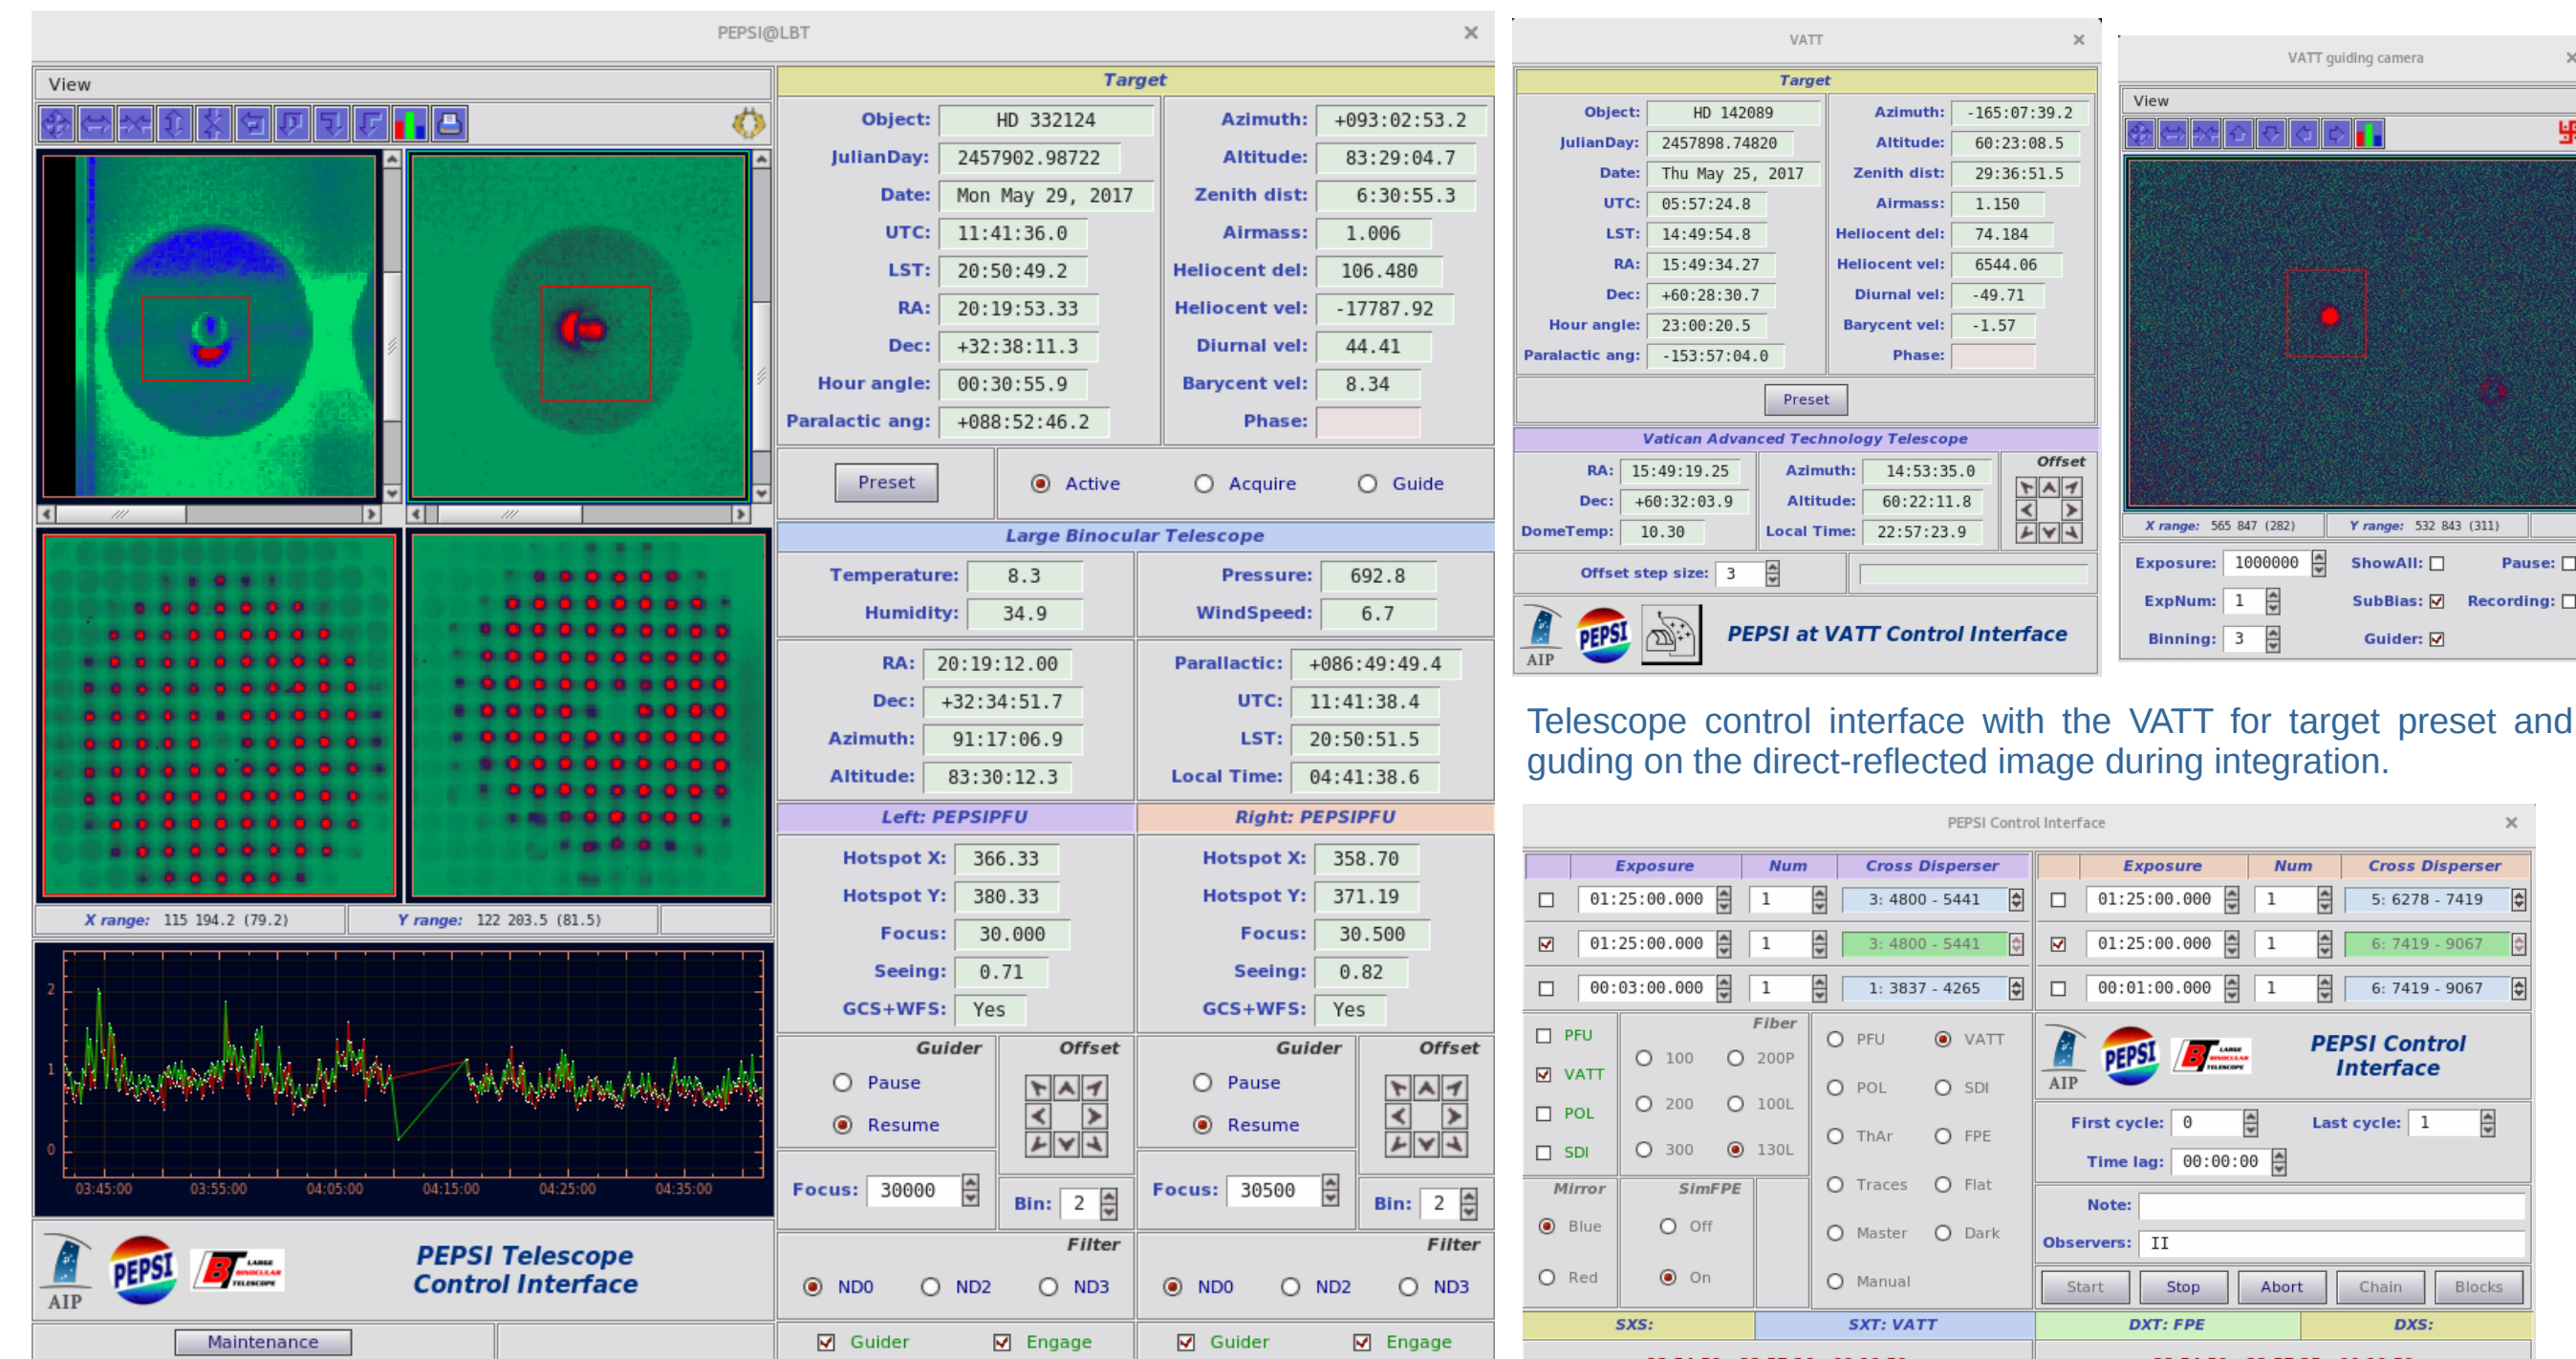 PEPSI@LBT
View
Target
Object: HD 332124 Azimuth: +093:02:53.2
JulianDay: 2457902.98722 Altitude: 83:29:04.7
Date: Mon May 29, 2017 Zenith dist: 6:30:55.3
UTC: 11:41:36.0 Airmass: 1.006
LST: 20:50:49.2 Heliocent del: 106.480
RA: 20:19:53.33 Heliocent vel: -17787.92
Dec: +32:38:11.3 Diurnal vel: 44.41
Hour angle: 00:30:55.9 Barycent vel: 8.34
Paralactic ang: +088:52:46.2 Phase:
Preset Active Acquire Guide
Large Binocular Telescope
Temperature: 8.3 Pressure: 692.8
Humidity: 34.9 WindSpeed: 6.7
RA: 20:19:12.00 Parallactic: +086:49:49.4
Dec: +32:34:51.7 UTC: 11:41:38.4
Azimuth: 91:17:06.9 LST: 20:50:51.5
Altitude: 83:30:12.3 Local Time: 04:41:38.6
Left: PEPSIPFU Right: PEPSIPFU
Hotspot X: 366.33 Hotspot X: 358.70
Hotspot Y: 380.33 Hotspot Y: 371.19
Focus: 30.000 Focus: 30.500
Seeing: 0.71 Seeing: 0.82
GCS+WFS: Yes GCS+WFS: Yes
Guider Offset Guider Offset
Pause Pause
Resume Resume
Focus: 30000 Bin: 2 Focus: 30500 Bin: 2
Filter Filter
ND0 ND2 ND3 ND0 ND2 ND3
Guider Engage Guider Engage
X range: 115 194.2 (79.2) Y range: 122 203.5 (81.5)
2
1
0
03:45:00 03:55:00 04:05:00 04:15:00 04:25:00 04:35:00
AIP PEPSI LARGE BINOCULAR TELESCOPE
PEPSI Telescope
Control Interface
Maintenance
VATT
Target
Object: HD 142089 Azimuth: -165:07:39.2
JulianDay: 2457898.74820 Altitude: 60:23:08.5
Date: Thu May 25, 2017 Zenith dist: 29:36:51.5
UTC: 05:57:24.8 Airmass: 1.150
LST: 14:49:54.8 Heliocent del: 74.184
RA: 15:49:34.27 Heliocent vel: 6544.06
Dec: +60:28:30.7 Diurnal vel: -49.71
Hour angle: 23:00:20.5 Barycent vel: -1.57
Paralactic ang: -153:57:04.0 Phase:
Preset
Vatican Advanced Technology Telescope
RA: 15:49:19.25 Azimuth: 14:53:35.0 Offset
Dec: +60:32:03.9 Altitude: 60:22:11.8
DomeTemp: 10.30 Local Time: 22:57:23.9
Offset step size: 3
AIP PEPSI PEPSI at VATT Control Interface
VATT guiding camera
View
X range: 565 847 (282) Y range: 532 843 (311)
Exposure: 1000000 ShowAll: Pause:
ExpNum: 1 SubBias: Recording:
Binning: 3 Guider:
Telescope control interface with the VATT for target preset and
guding on the direct-reflected image during integration.
PEPSI Control Interface
Exposure Num Cross Disperser Exposure Num Cross Disperser
01:25:00.000 1 3: 4800 - 5441 01:25:00.000 1 5: 6278 - 7419
01:25:00.000 1 3: 4800 - 5441 01:25:00.000 1 6: 7419 - 9067
00:03:00.000 1 1: 3837 - 4265 00:01:00.000 1 6: 7419 - 9067
PFU
VATT
POL
SDI
Fiber
100 200P
200 100L
300 130L
Mirror SimFPE
Blue Off
Red On
PFU VATT
POL SDI
ThAr FPE
Traces Flat
Master Dark
Manual
AIP PEPSI LARGE BINOCULAR TELESCOPE
PEPSI Control
Interface
First cycle: 0 Last cycle: 1
Time lag: 00:00:00
Note:
Observers: II
Start Stop Abort Chain Blocks
SXS: SXT: VATT DXT: FPE DXS: